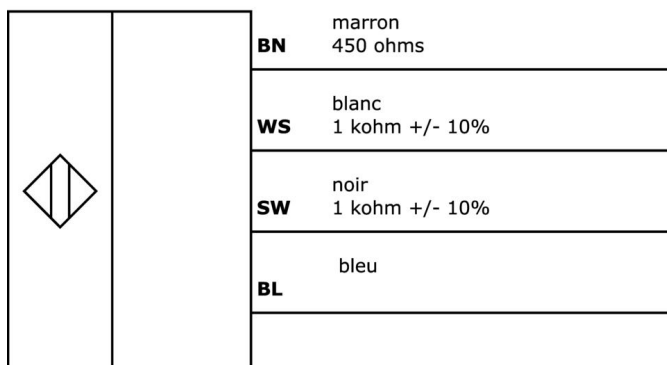 marron
BN 450 ohms
blanc
WS 1 kohm +/- 10%
noir
SW 1 kohm +/- 10%
bleu
BL